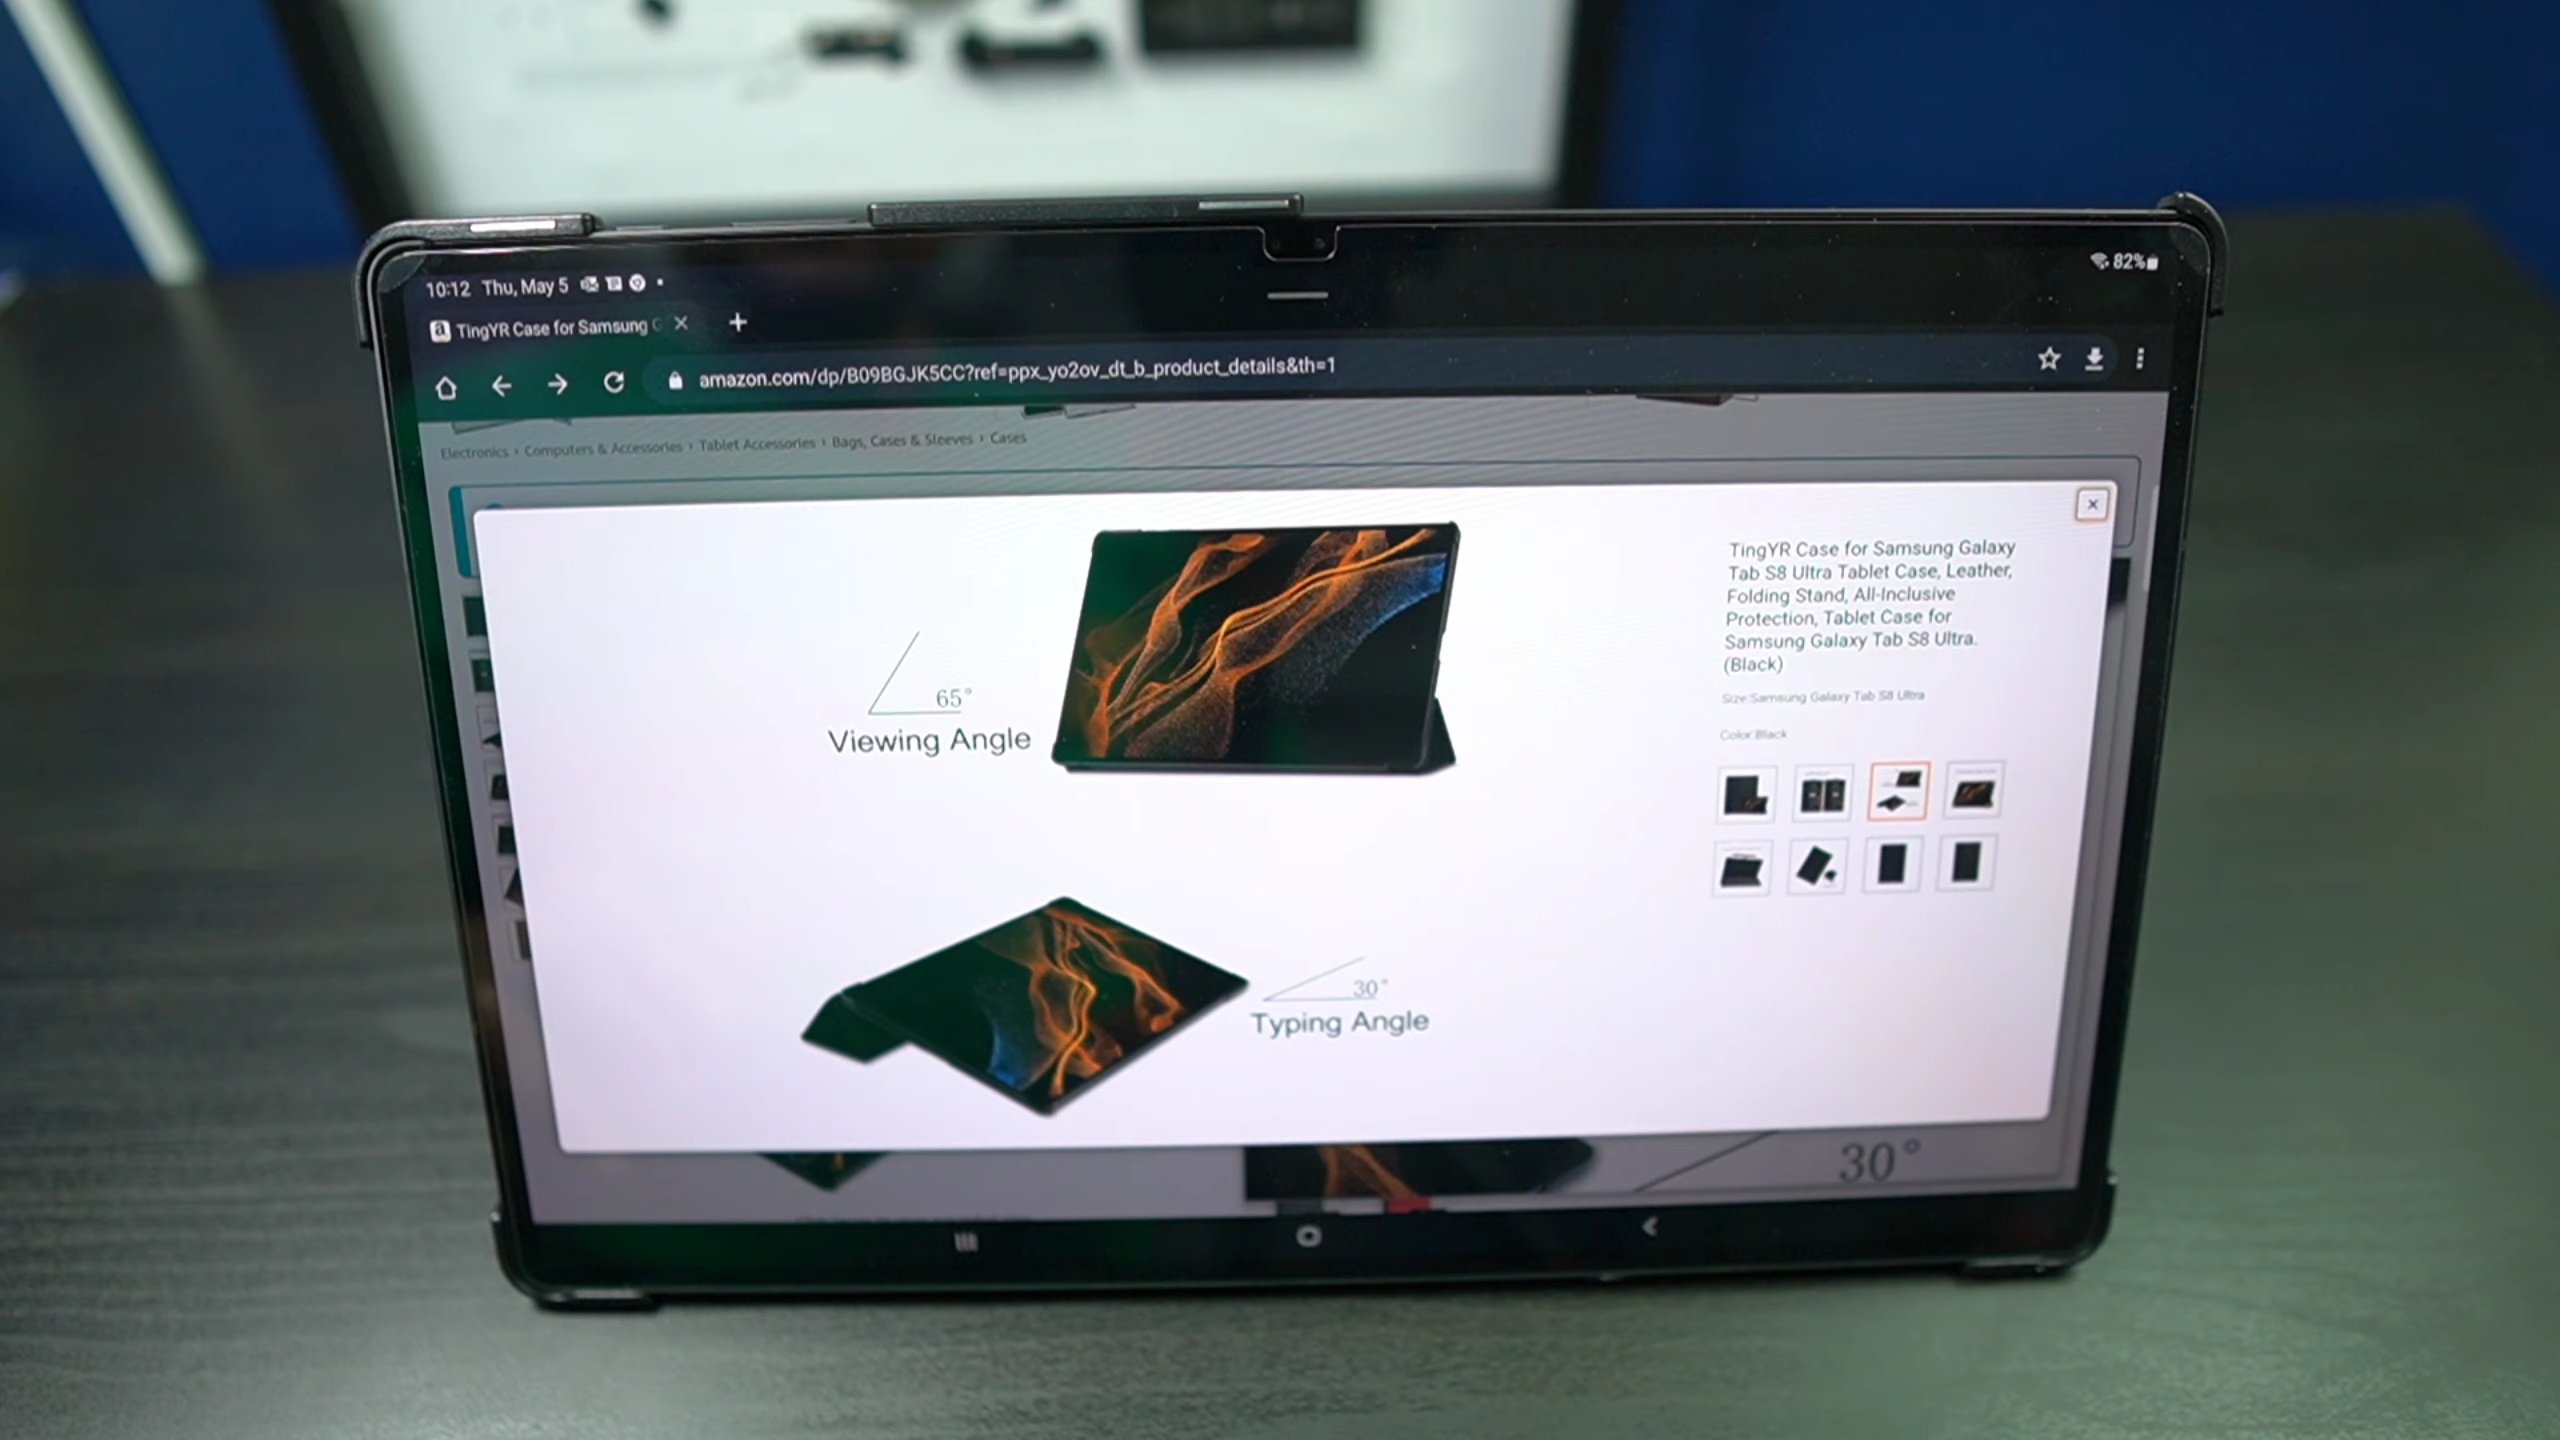 10:12 Thu, May 5
82%
TingYR Case for Samsung G
amazon.com/dp/B09BGJK5CC?ref=ppx_yo2ov_dt_b_product_details&th=1
Electronics › Computers & Accessories › Tablet Accessories › Bags, Cases & Sleeves › Cases
65°
Viewing Angle
30°
Typing Angle
TingYR Case for Samsung Galaxy
Tab S8 Ultra Tablet Case, Leather,
Folding Stand, All-Inclusive
Protection, Tablet Case for
Samsung Galaxy Tab S8 Ultra.
(Black)
Size:Samsung Galaxy Tab S8 Ultra
Color:Black
30°